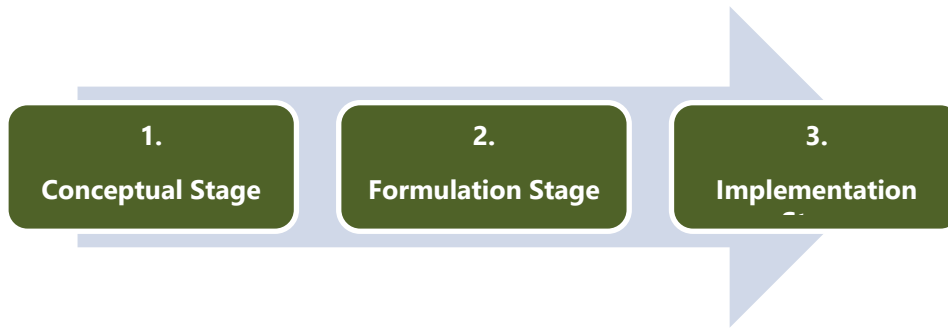 1.
Conceptual Stage
2.
Formulation Stage
3.
Implementation